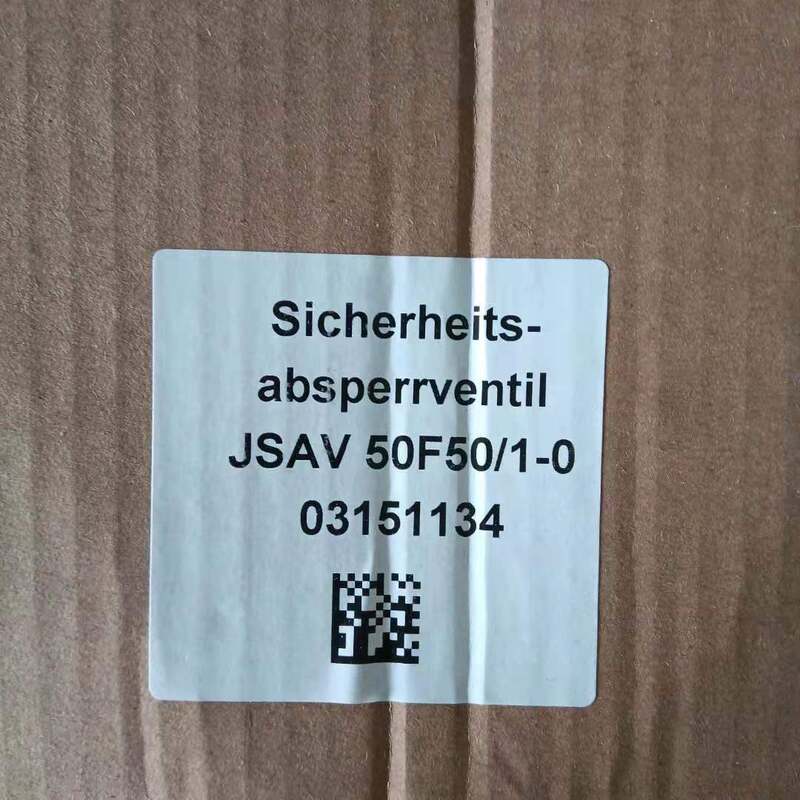 Sicherheits-
absperrventil
JSAV 50F50/1-0
03151134